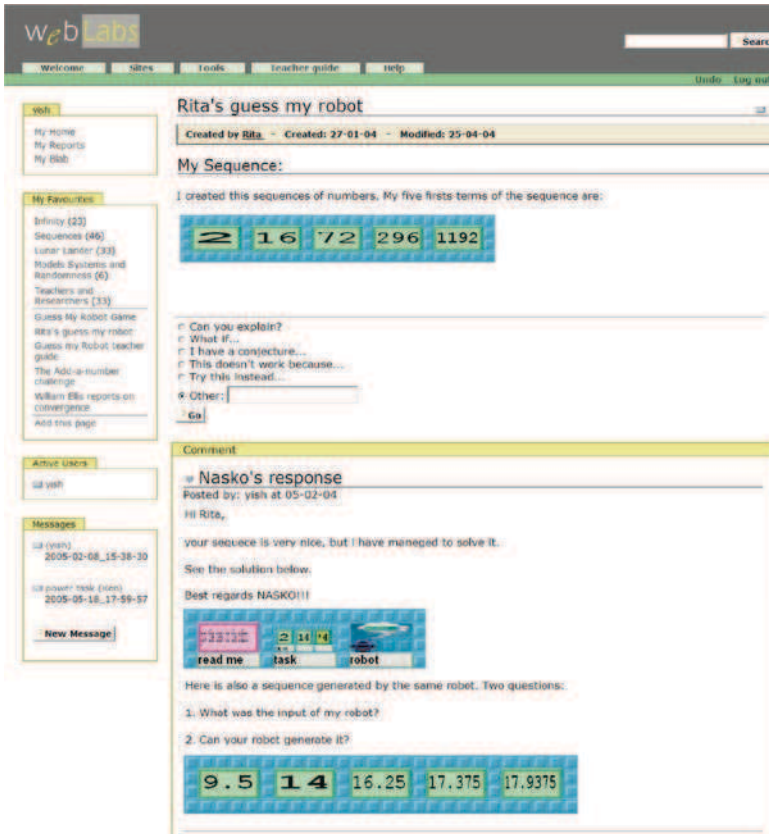 weblabs
Search
Welcome Sites Tools teacher guide Help
Undo Log out
yish
My Home
My Reports
My Blab
My Favourites
Infinity (23)
Sequences (46)
Lunar Lander (33)
Models Systems and
Randomness (6)
Teachers and
Researchers (33)
Guess My Robot Game
Rita's guess my robot
Guess my Robot teacher
guide
The Add-a-number
challenge
William Ellis reports on
convergence
Add this page
Active Users
yish
Messages
(yish)
2005-02-08_15-38-30
power task (ken)
2005-05-18_17-59-57
New Message
Rita's guess my robot
Created by Rita - Created: 27-01-04 - Modified: 25-04-04
My Sequence:
I created this sequences of numbers. My five firsts terms of the sequence are:
2 16 72 296 1192
Can you explain?
What if...
I have a conjecture...
This doesn't work because...
Try this instead...
Other:
Go
Comment
Nasko's response
Posted by: yish at 05-02-04
Hi Rita,
your sequece is very nice, but I have maneged to solve it.
See the solution below.
Best regards NASKO!!!
2 14 4
read me task robot
Here is also a sequence generated by the same robot. Two questions:
1. What was the input of my robot?
2. Can your robot generate it?
9.5 14 16.25 17.375 17.9375